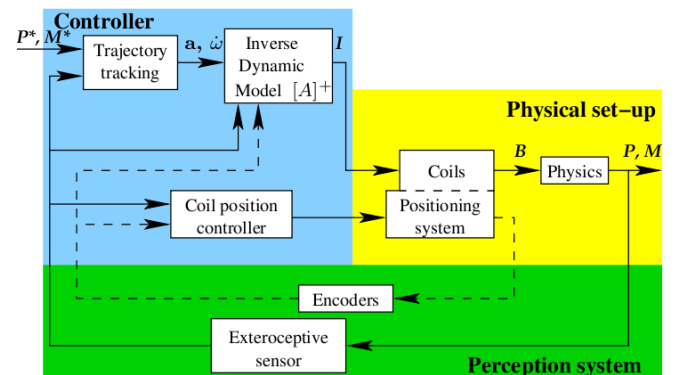 Controller
P*, M*
Trajectory
tracking
a, ω̇
Inverse
Dynamic
Model [A]⁺
I
Physical set−up
Coils
B
Physics
P, M
Coil position
controller
Positioning
system
Encoders
Exteroceptive
sensor
Perception system